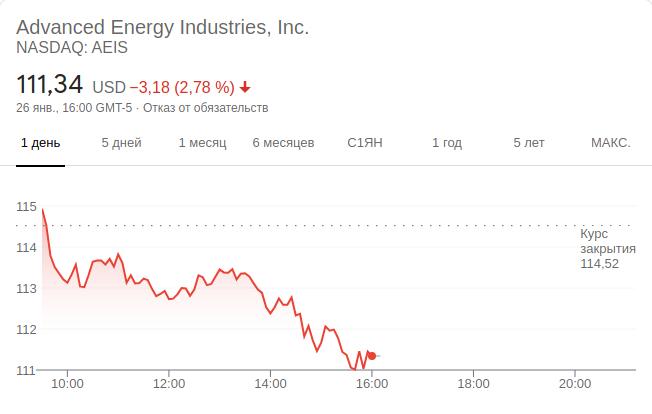 Advanced Energy Industries, Inc.
NASDAQ: AEIS
111,34 USD −3,18 (2,78 %)
26 янв., 16:00 GMT-5 · Отказ от обязательств
1 день 5 дней 1 месяц 6 месяцев С1ЯН 1 год 5 лет МАКС.
115
Курс
закрытия
114,52
114
113
112
111
10:00 12:00 14:00 16:00 18:00 20:00